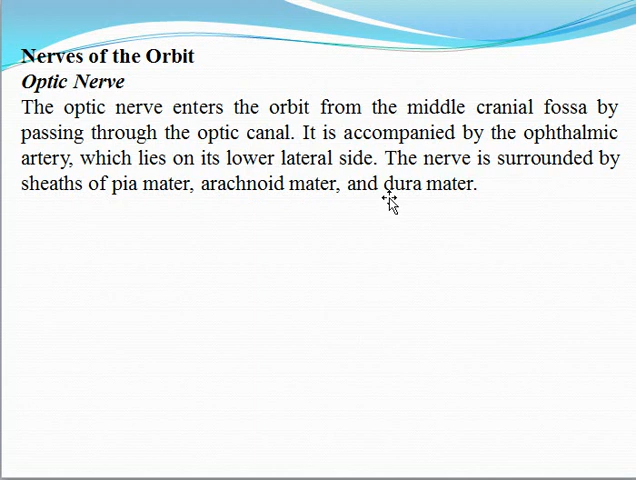 Nerves of the Orbit
Optic Nerve
The optic nerve enters the orbit from the middle cranial fossa by
passing through the optic canal. It is accompanied by the ophthalmic
artery, which lies on its lower lateral side. The nerve is surrounded by
sheaths of pia mater, arachnoid mater, and dura mater.